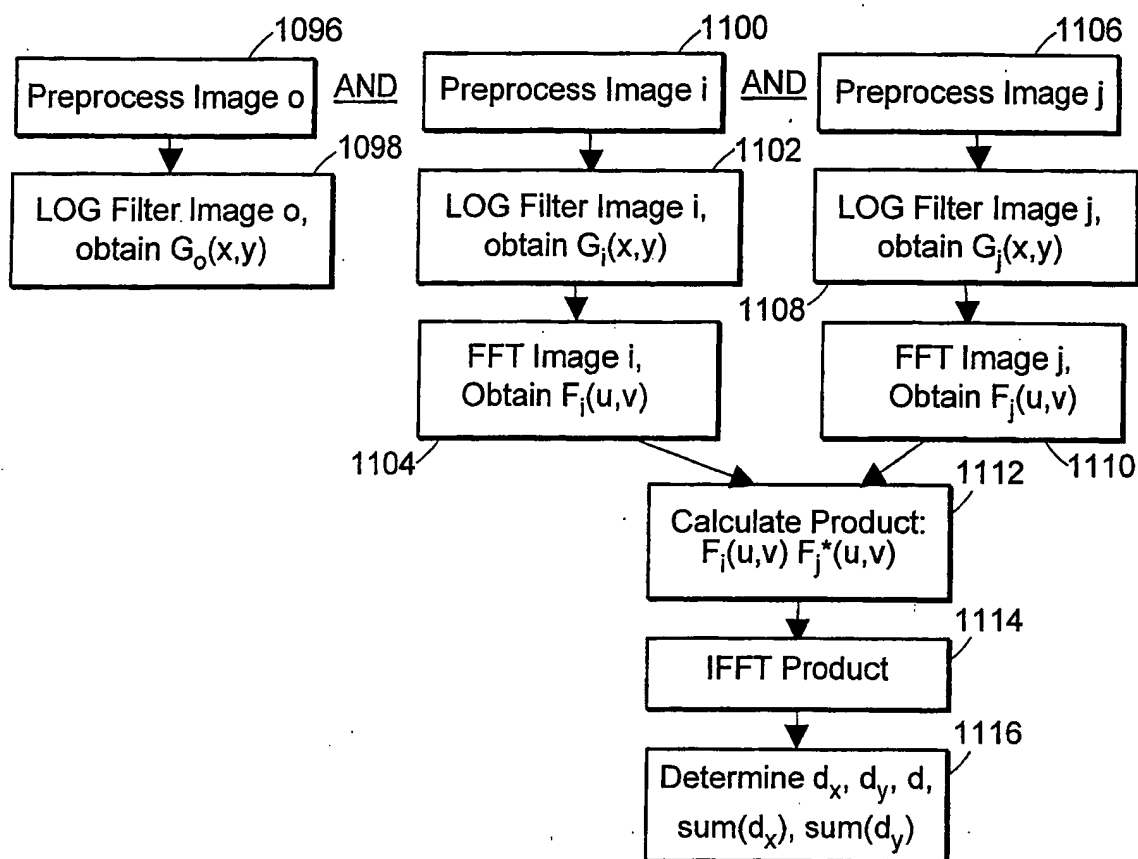 1096
1100
1106
Preprocess Image o
AND
Preprocess Image i
AND
Preprocess Image j
1098
1102
LOG Filter Image o,
obtain G_o(x,y)
LOG Filter Image i,
obtain G_i(x,y)
LOG Filter Image j,
obtain G_j(x,y)
1108
FFT Image i,
Obtain F_i(u,v)
FFT Image j,
Obtain F_j(u,v)
1104
1110
1112
Calculate Product:
F_i(u,v) F_j*(u,v)
1114
IFFT Product
1116
Determine d_x, d_y, d,
sum(d_x), sum(d_y)